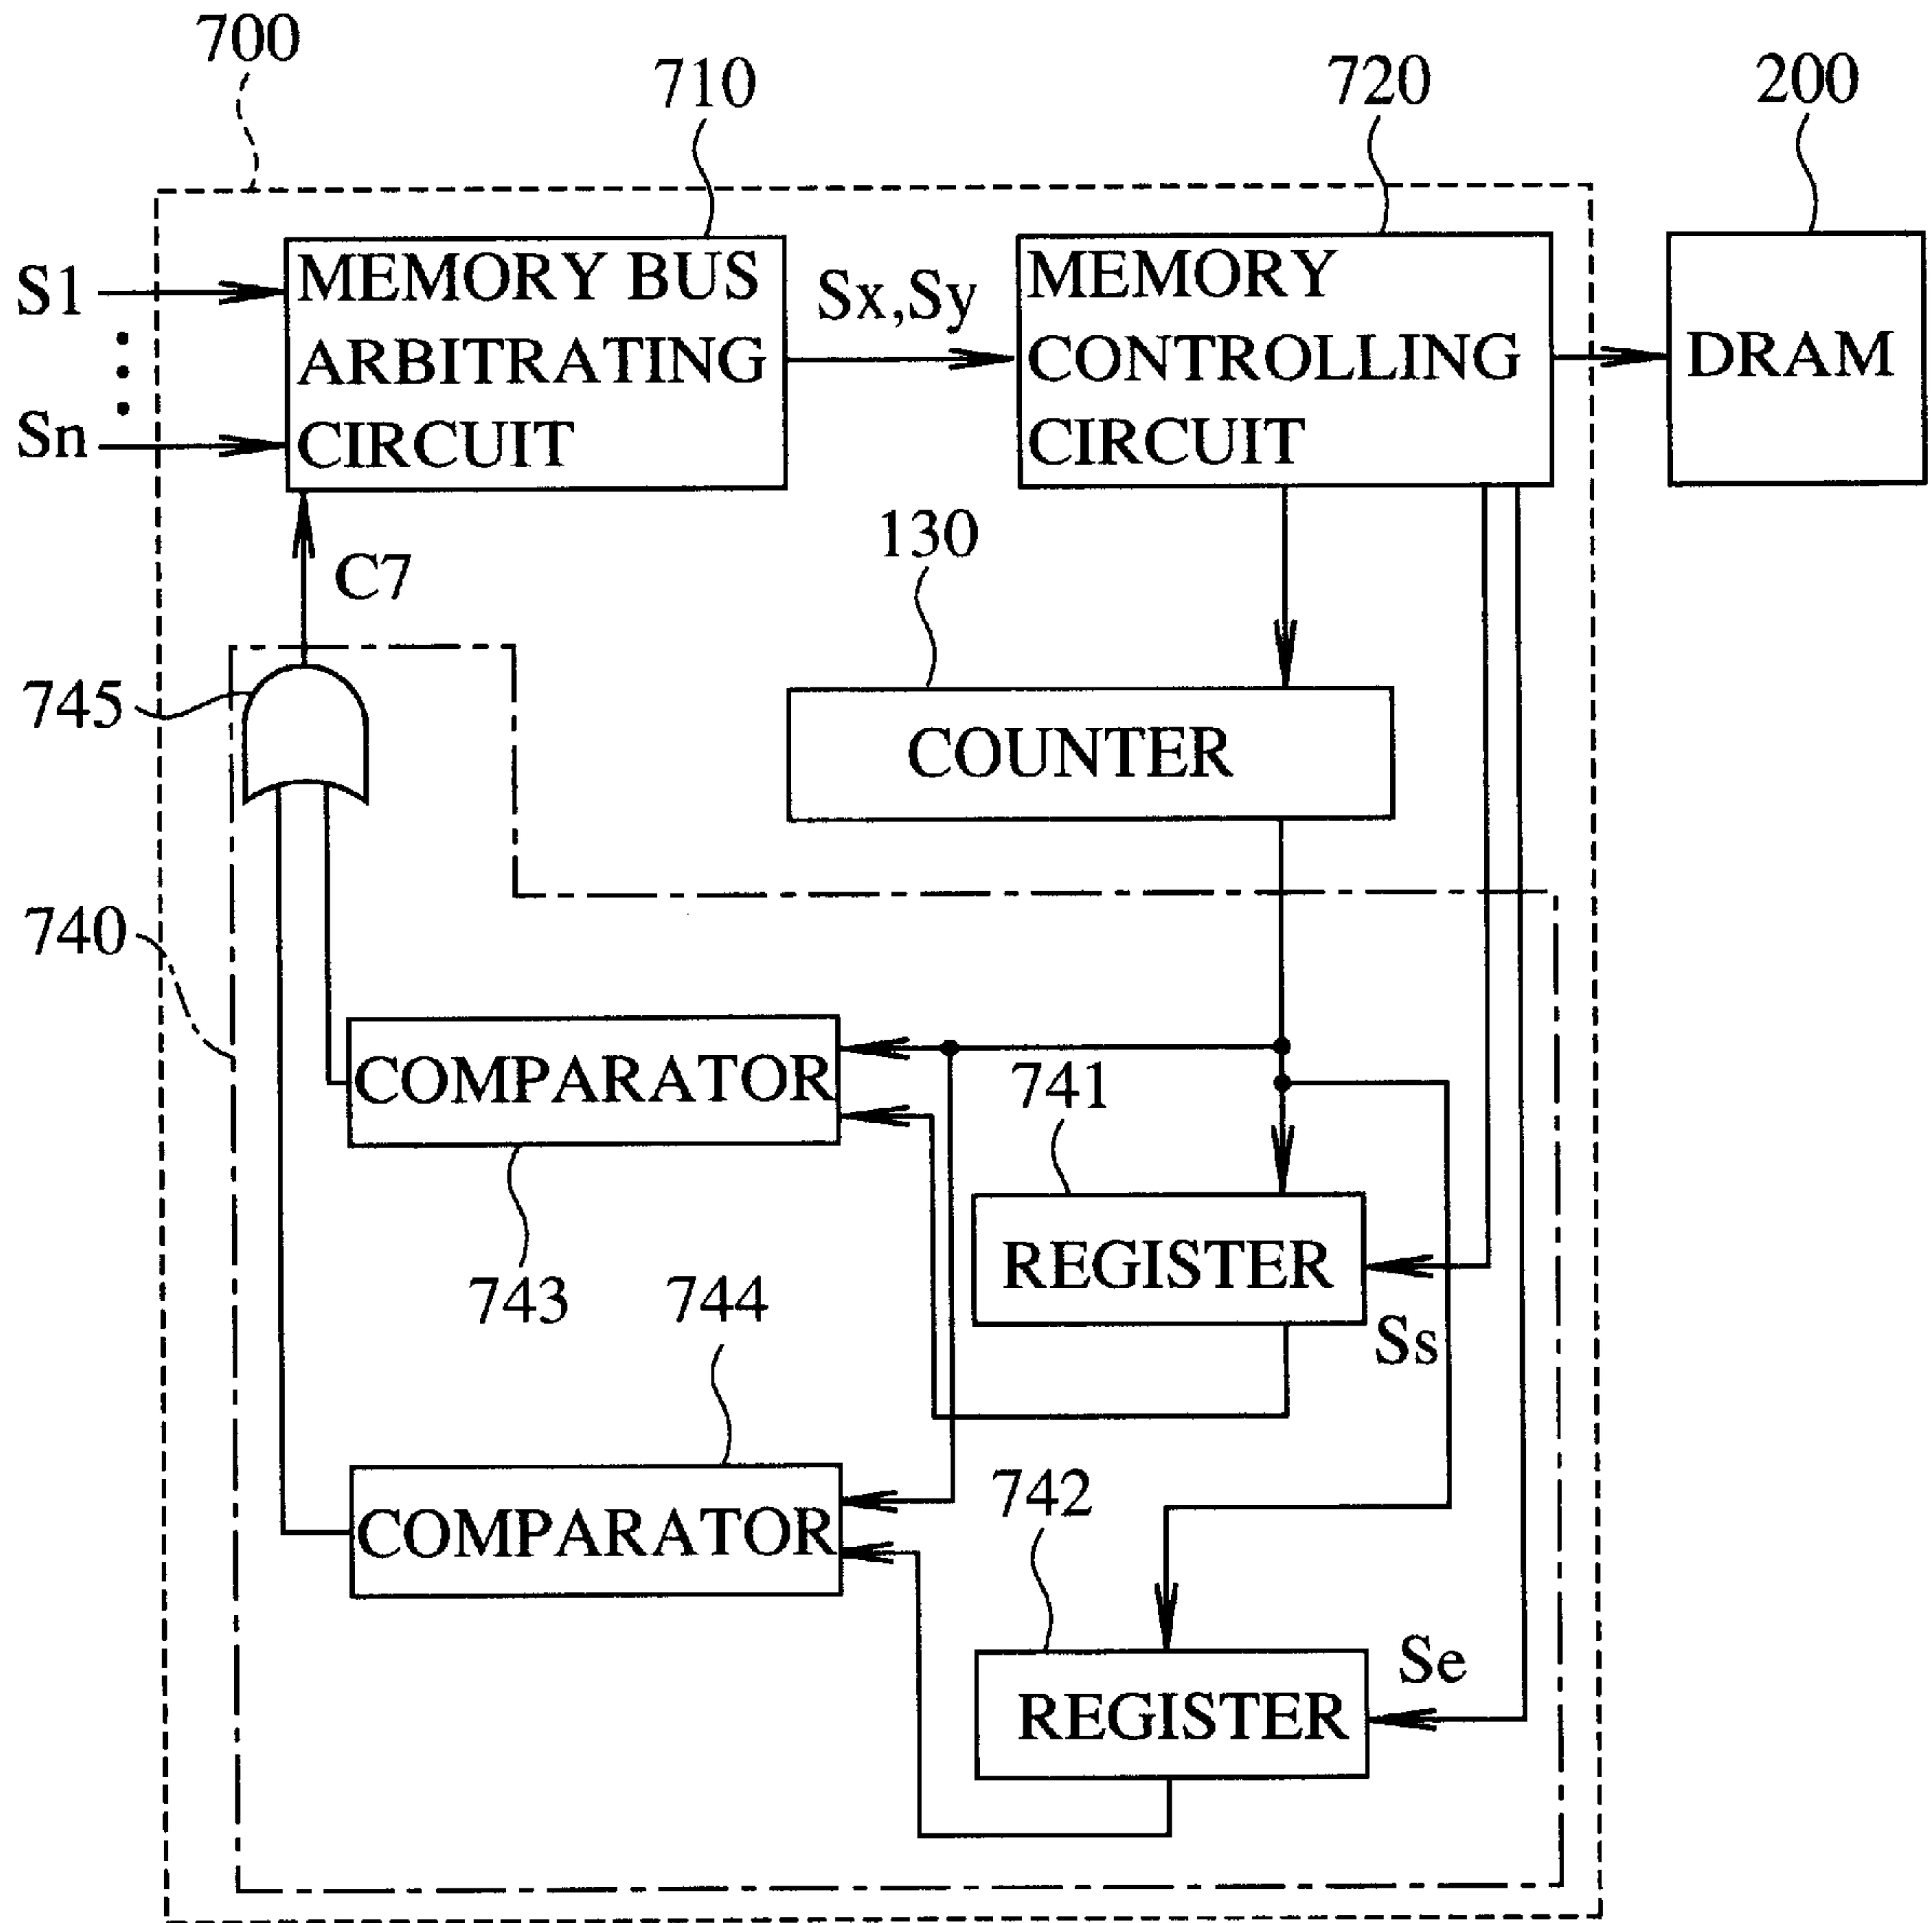 700
710
720
200
S1
Sn
MEMORY BUS
ARBITRATING
CIRCUIT
Sx,Sy
MEMORY
CONTROLLING
CIRCUIT
DRAM
C7
130
COUNTER
745
740
COMPARATOR
743
741
REGISTER
Ss
744
COMPARATOR
742
REGISTER
Se